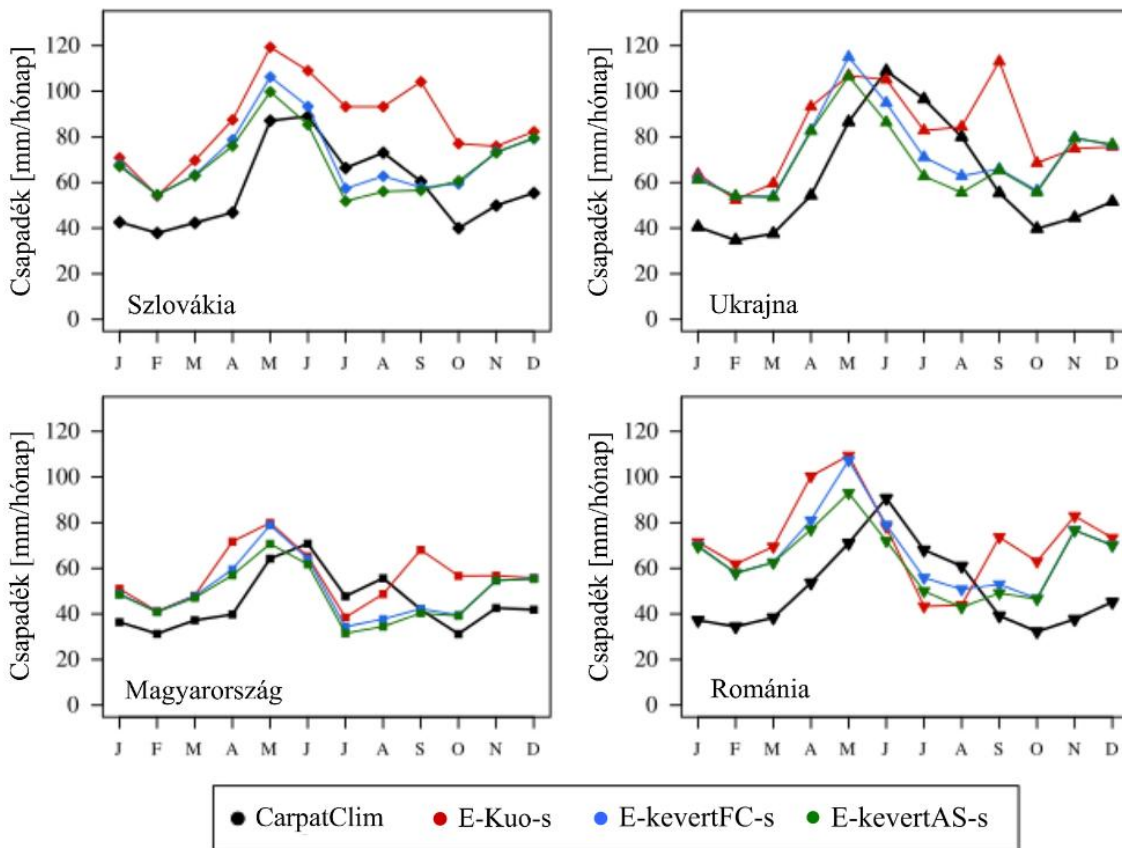 Csapadék [mm/hónap]
120
100
80
60
40
20
0
Szlovákia
J F M A M J J A S O N D
Csapadék [mm/hónap]
120
100
80
60
40
20
0
Ukrajna
J F M A M J J A S O N D
Csapadék [mm/hónap]
120
100
80
60
40
20
0
Magyarország
J F M A M J J A S O N D
Csapadék [mm/hónap]
120
100
80
60
40
20
0
Románia
J F M A M J J A S O N D
CarpatClim E-Kuo-s E-kevertFC-s E-kevertAS-s